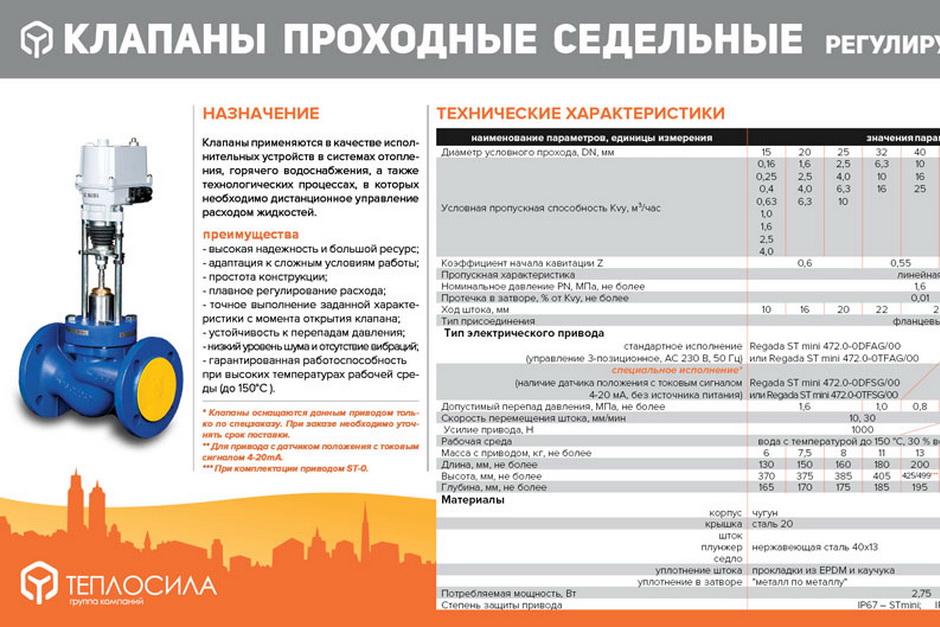 КЛАПАНЫ ПРОХОДНЫЕ СЕДЕЛЬНЫЕ РЕГУЛИРУ
НАЗНАЧЕНИЕ
Клапаны применяются в качестве испол-
нительных устройств в системах отопле-
ния, горячего водоснабжения, а также
технологических процессах, в которых
необходимо дистанционное управление
расходом жидкостей.
преимущества
- высокая надежность и большой ресурс;
- адаптация к сложным условиям работы;
- простота конструкции;
- плавное регулирование расхода;
- точное выполнение заданной характе-
ристики с момента открытия клапана;
- устойчивость к перепадам давления;
- низкий уровень шума и отсутствие вибраций;
- гарантированная работоспособность
при высоких температурах рабочей сре-
ды (до 150°С ).
* Клапаны оснащаются данным приводом толь-
ко по спецзаказу. При заказе необходимо уточ-
нять срок поставки.
** Для привода с датчиком положения с токовым
сигналом 4-20mA.
*** При комплектации приводом ST-0.
ТЕХНИЧЕСКИЕ ХАРАКТЕРИСТИКИ
наименование параметров, единицы измерения значения парам
Диаметр условного прохода, DN, мм 15 20 25 32 40
0,16 1,6 2,5 6,3 10
0,25 2,5 4,0 10 16
0,4 4,0 6,3 16 25
0,63 6,3 10
Условная пропускная способность Kvy, м³/час
1,0
1,6
2,5
4,0
Коэффициент начала кавитации Z 0,6 0,55
Пропускная характеристика линейная
Номинальное давление PN, МПа, не более 1,6
Протечка в затворе, % от Kvy, не более 0,01
Ход штока, мм 10 16 20 22 2
Тип присоединения фланцевы
Тип электрического привода
стандартное исполнение Regada ST mini 472.0-0DFAG/00
(управление 3-позиционное, АС 230 В, 50 Гц) или Regada ST mini 472.0-0TFAG/00
специальное исполнение*
(наличие датчика положения с токовым сигналом Regada ST mini 472.0-0DFSG/00
4-20 мА, без источника питания) или Regada ST mini 472.0-0TFSG/00
Допустимый перепад давления, МПа, не более 1,6 1,0 0,8
Скорость перемещения штока, мм/мин 10, 30
Усилие привода, Н 1000
Рабочая среда вода с температурой до 150 °С, 30 % в
Масса с приводом, кг, не более 6 7,5 8 11 13
Длина, мм, не более 130 150 160 180 200
Высота, мм, не более 370 375 385 405 425/499***
Глубина, мм, не более 165 170 175 185 195
Материалы
корпус чугун
крышка сталь 20
шток
плунжер нержавеющая сталь 40х13
седло
уплотнение штока прокладки из EPDM и каучука
уплотнение в затворе "металл по металлу"
Потребляемая мощность, Вт 2,75
Степень защиты привода IP67 – STmini;
ТЕПЛОСИЛА
группа компаний